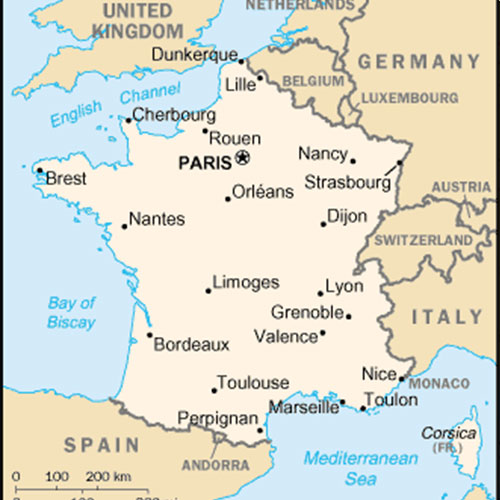 UNITED
KINGDOM
NETHERLANDS
Dunkerque
GERMANY
Lille
BELGIUM
English Channel
LUXEMBOURG
Cherbourg
Rouen
PARIS
Nancy
Strasbourg
Brest
Orléans
AUSTRIA
Nantes
Dijon
SWITZERLAND
Limoges
Lyon
Bay of
Biscay
Grenoble
ITALY
Valence
Bordeaux
Nice
Toulouse
MONACO
Marseille
Toulon
Perpignan
Corsica
(FR.)
SPAIN
ANDORRA
Mediterranean
Sea
0 100 200 km
0 100